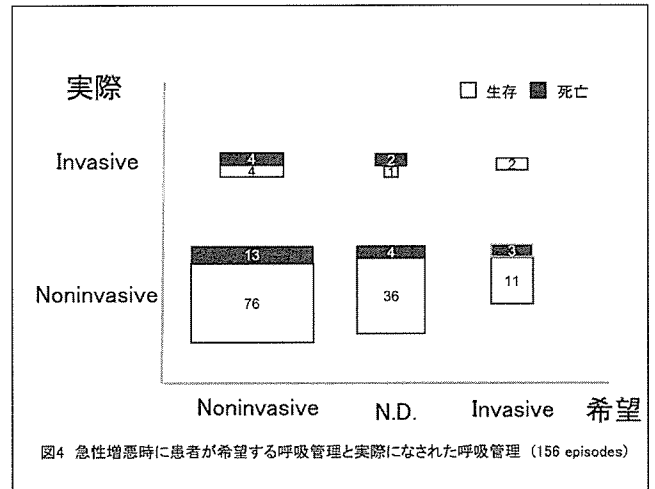 実際
生存 死亡
Invasive
4 2 2
4 1
Noninvasive
13 4 3
76 36 11
Noninvasive N.D. Invasive 希望
図4 急性増悪時に患者が希望する呼吸管理と実際になされた呼吸管理 (156 episodes)